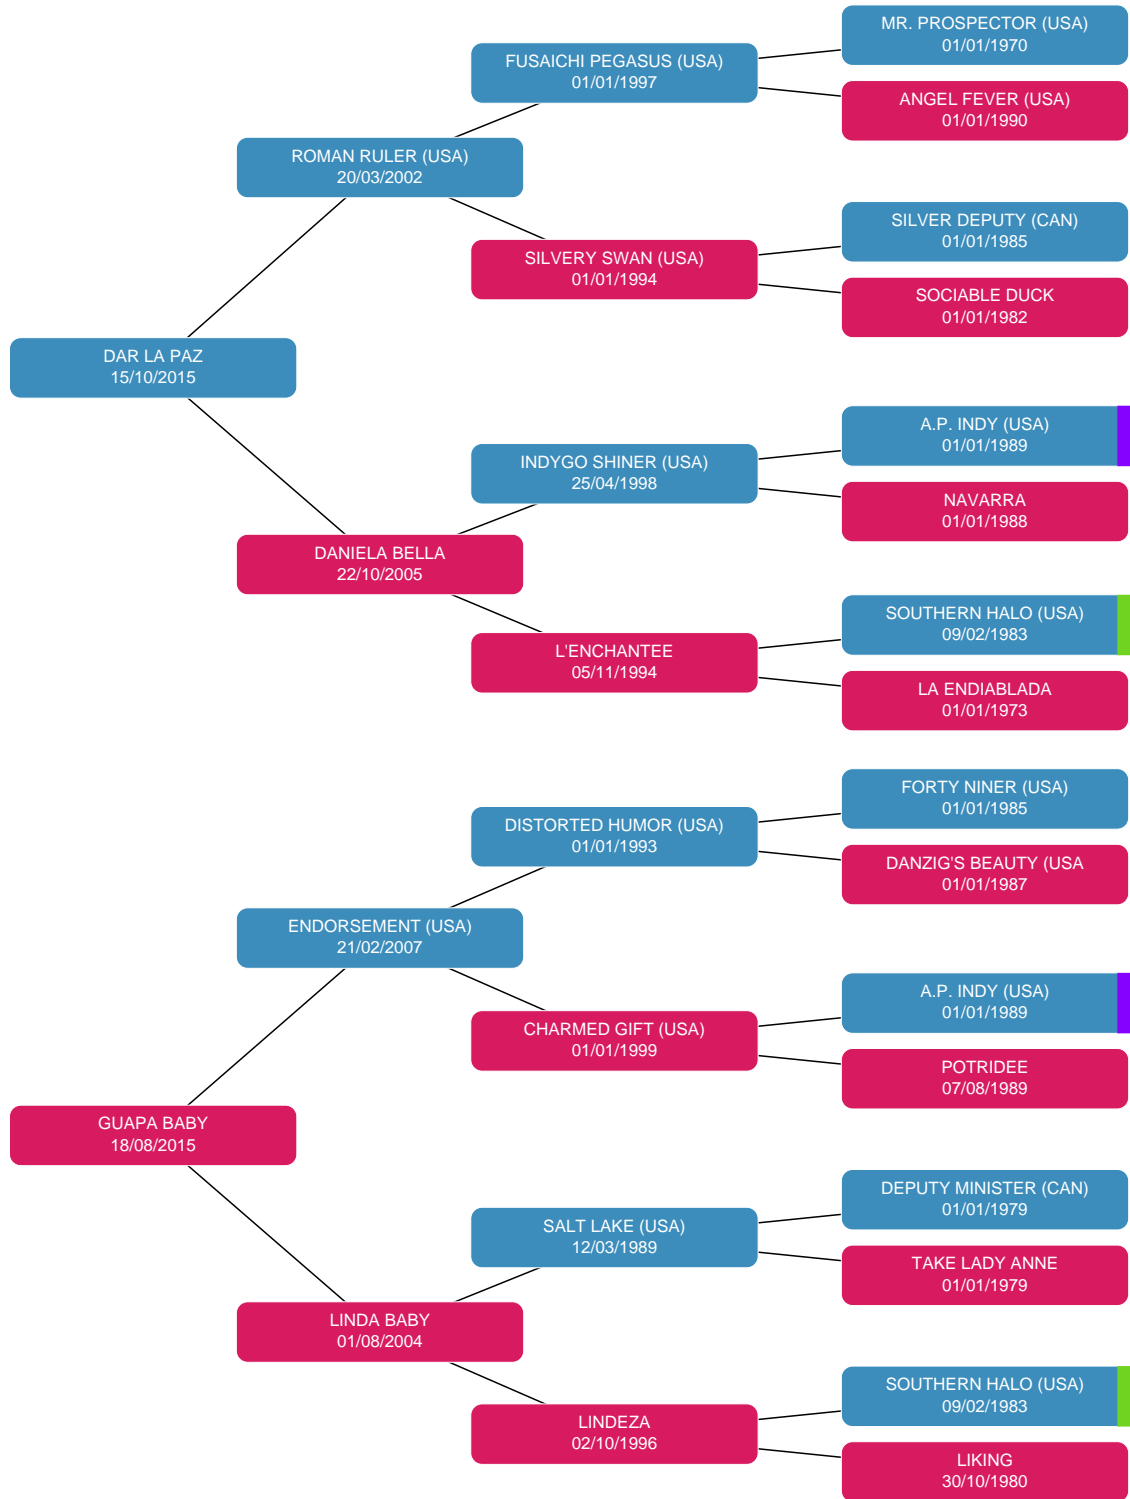 MR. PROSPECTOR (USA)
01/01/1970
FUSAICHI PEGASUS (USA)
01/01/1997
ANGEL FEVER (USA)
01/01/1990
ROMAN RULER (USA)
20/03/2002
SILVER DEPUTY (CAN)
01/01/1985
SILVERY SWAN (USA)
01/01/1994
SOCIABLE DUCK
01/01/1982
DAR LA PAZ
15/10/2015
A.P. INDY (USA)
01/01/1989
INDYGO SHINER (USA)
25/04/1998
NAVARRA
01/01/1988
DANIELA BELLA
22/10/2005
SOUTHERN HALO (USA)
09/02/1983
L'ENCHANTEE
05/11/1994
LA ENDIABLADA
01/01/1973
FORTY NINER (USA)
01/01/1985
DISTORTED HUMOR (USA)
01/01/1993
DANZIG'S BEAUTY (USA
01/01/1987
ENDORSEMENT (USA)
21/02/2007
A.P. INDY (USA)
01/01/1989
CHARMED GIFT (USA)
01/01/1999
POTRIDEE
07/08/1989
GUAPA BABY
18/08/2015
DEPUTY MINISTER (CAN)
01/01/1979
SALT LAKE (USA)
12/03/1989
TAKE LADY ANNE
01/01/1979
LINDA BABY
01/08/2004
SOUTHERN HALO (USA)
09/02/1983
LINDEZA
02/10/1996
LIKING
30/10/1980